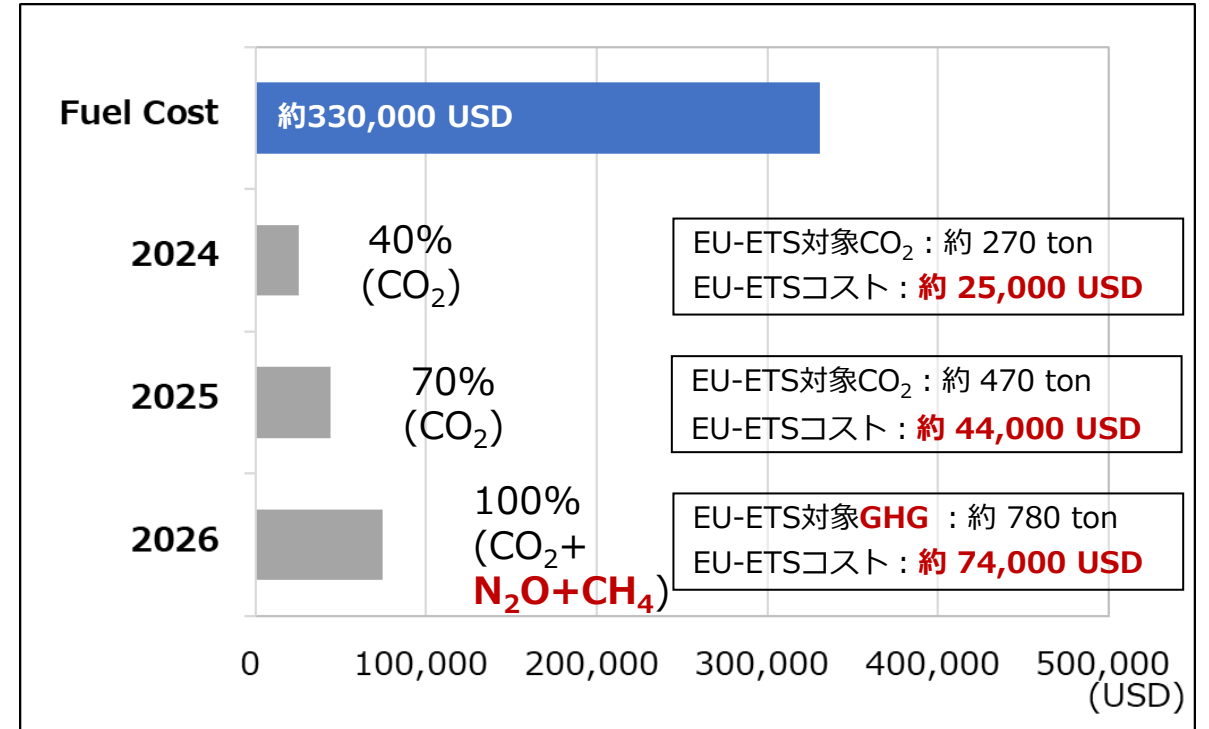 Fuel Cost
約330,000 USD
2024
40%
(CO₂)
EU-ETS対象CO₂：約 270 ton
EU-ETSコスト：約 25,000 USD
2025
70%
(CO₂)
EU-ETS対象CO₂：約 470 ton
EU-ETSコスト：約 44,000 USD
2026
100%
(CO₂+
N₂O+CH₄)
EU-ETS対象GHG ：約 780 ton
EU-ETSコスト：約 74,000 USD
0 100,000 200,000 300,000 400,000 500,000
(USD)